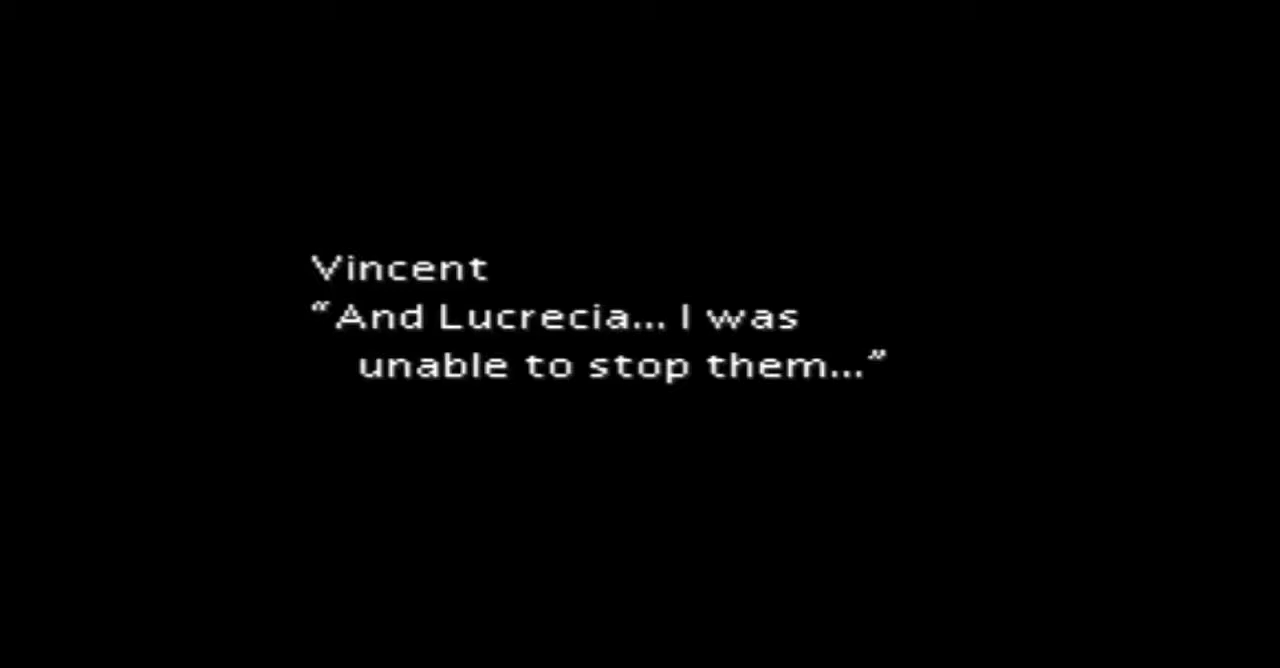 Vincent
“And Lucrecia... I was
unable to stop them...”